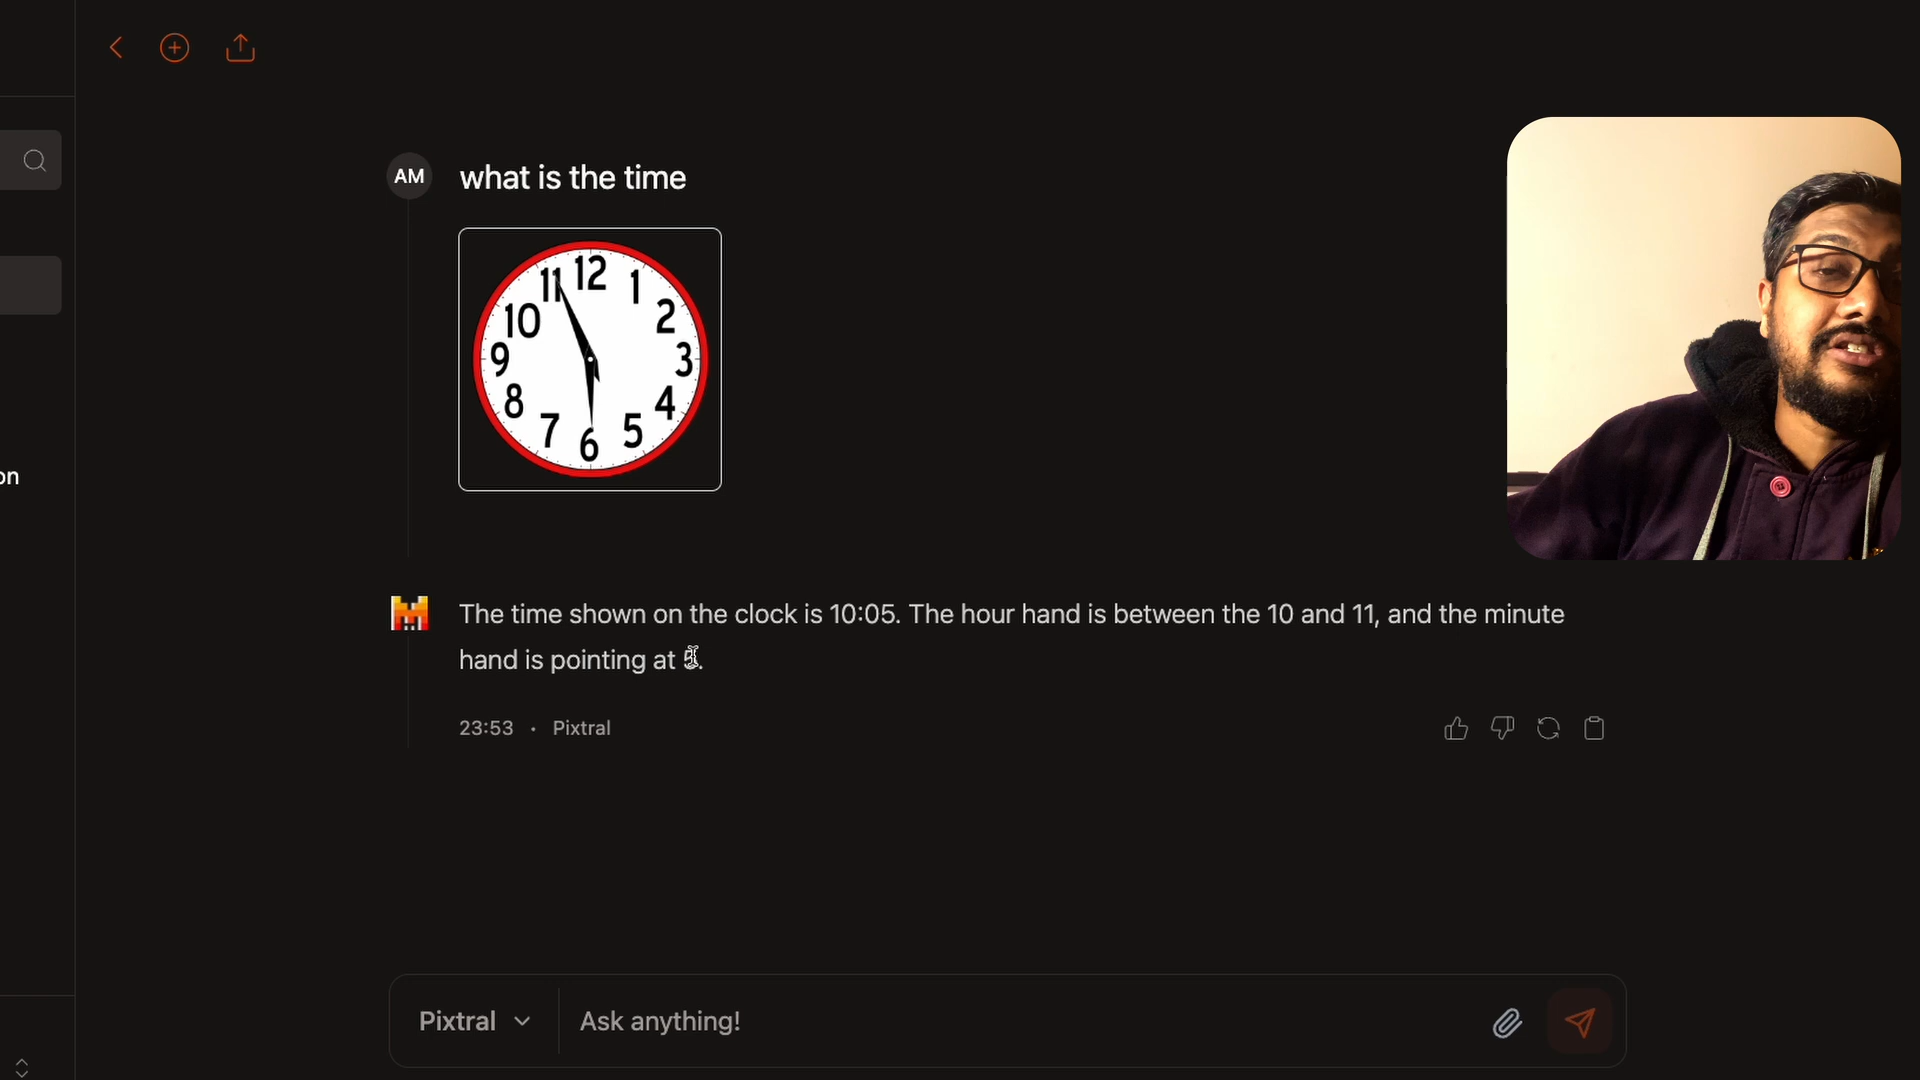 AM what is the time
12
11 1
10 2
9 3
8 4
7 5
6
on
The time shown on the clock is 10:05. The hour hand is between the 10 and 11, and the minute
hand is pointing at
23:53 · Pixtral
Pixtral Ask anything!